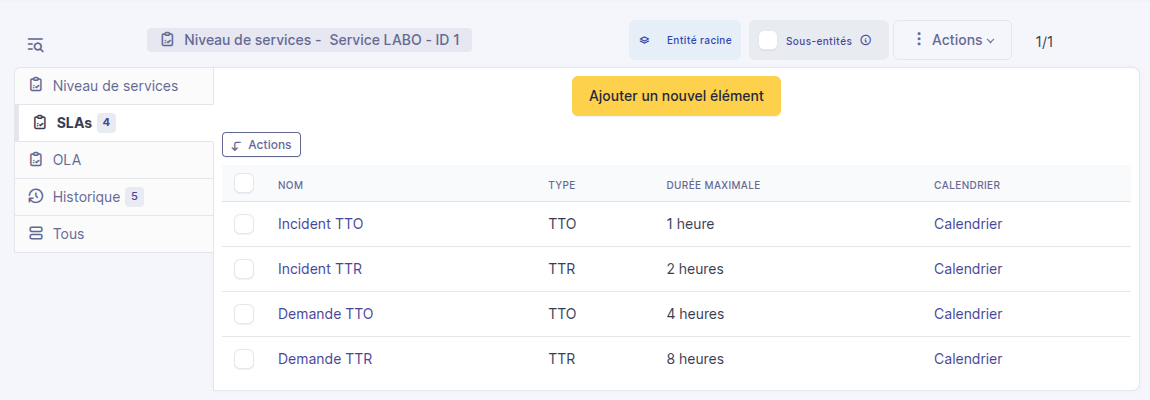 Niveau de services - Service LABO - ID 1
Entité racine
Sous-entités
Actions
1/1
Niveau de services
SLAs 4
OLA
Historique 5
Tous
Ajouter un nouvel élément
Actions
NOM TYPE DURÉE MAXIMALE CALENDRIER
Incident TTO TTO 1 heure Calendrier
Incident TTR TTR 2 heures Calendrier
Demande TTO TTO 4 heures Calendrier
Demande TTR TTR 8 heures Calendrier